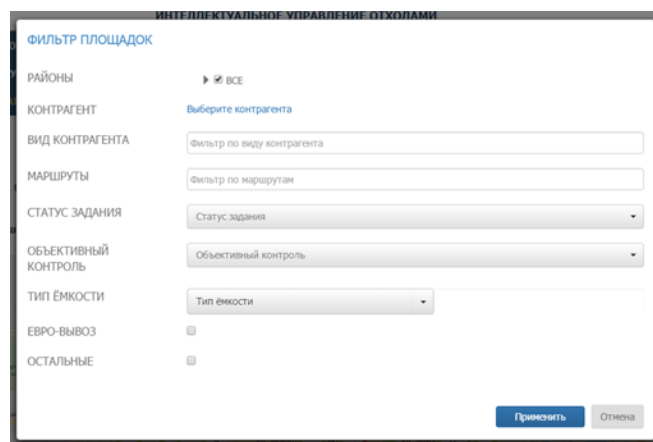 ИНТЕЛЛЕКТУАЛЬНОЕ УПРАВЛЕНИЕ ОТХОДАМИ
ФИЛЬТР ПЛОЩАДОК
РАЙОНЫ ВСЕ
КОНТРАГЕНТ Выберите контрагента
ВИД КОНТРАГЕНТА Фильтр по виду контрагента
МАРШРУТЫ Фильтр по маршрутам
СТАТУС ЗАДАНИЯ Статус задания
ОБЪЕКТИВНЫЙ Объективный контроль
КОНТРОЛЬ
ТИП ЁМКОСТИ Тип ёмкости
ЕВРО-ВЫВОЗ
ОСТАЛЬНЫЕ
Применить Отмена